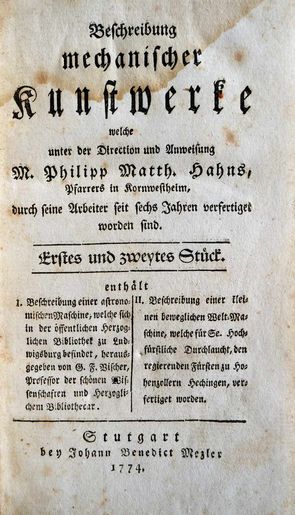 Beſchreibung
mechaniſcher
Kunſtwerke
welche
unter der Direction und Anweiſung
M. Philipp Matth. Hahns,
Pfarrers in Kornweſtheim,
durch ſeine Arbeiter ſeit ſechs Jahren verfertiget
worden ſind.
Erſtes und zweytes Stück.
enthält
I. Beſchreibung einer aſtrono-
miſchen Maſchine, welche ſich
in der öffentlichen Herzog-
lichen Bibliothek zu Lud-
wigsburg befindet, heraus-
gegeben von G. F. Viſcher,
Profeſſor der ſchönen Wiſ-
ſenſchaften und Herzogli-
chem Bibliothecar.
II. Beſchreibung einer klei-
nen beweglichen Welt-Ma-
ſchine, welche für Se. Hoch-
fürſtliche Durchlaucht, den
regierenden Fürſten zu Ho-
henzollern Hechingen, ver-
fertiget worden.
Stutgart
bey Johann Benedict Mezler
1774.